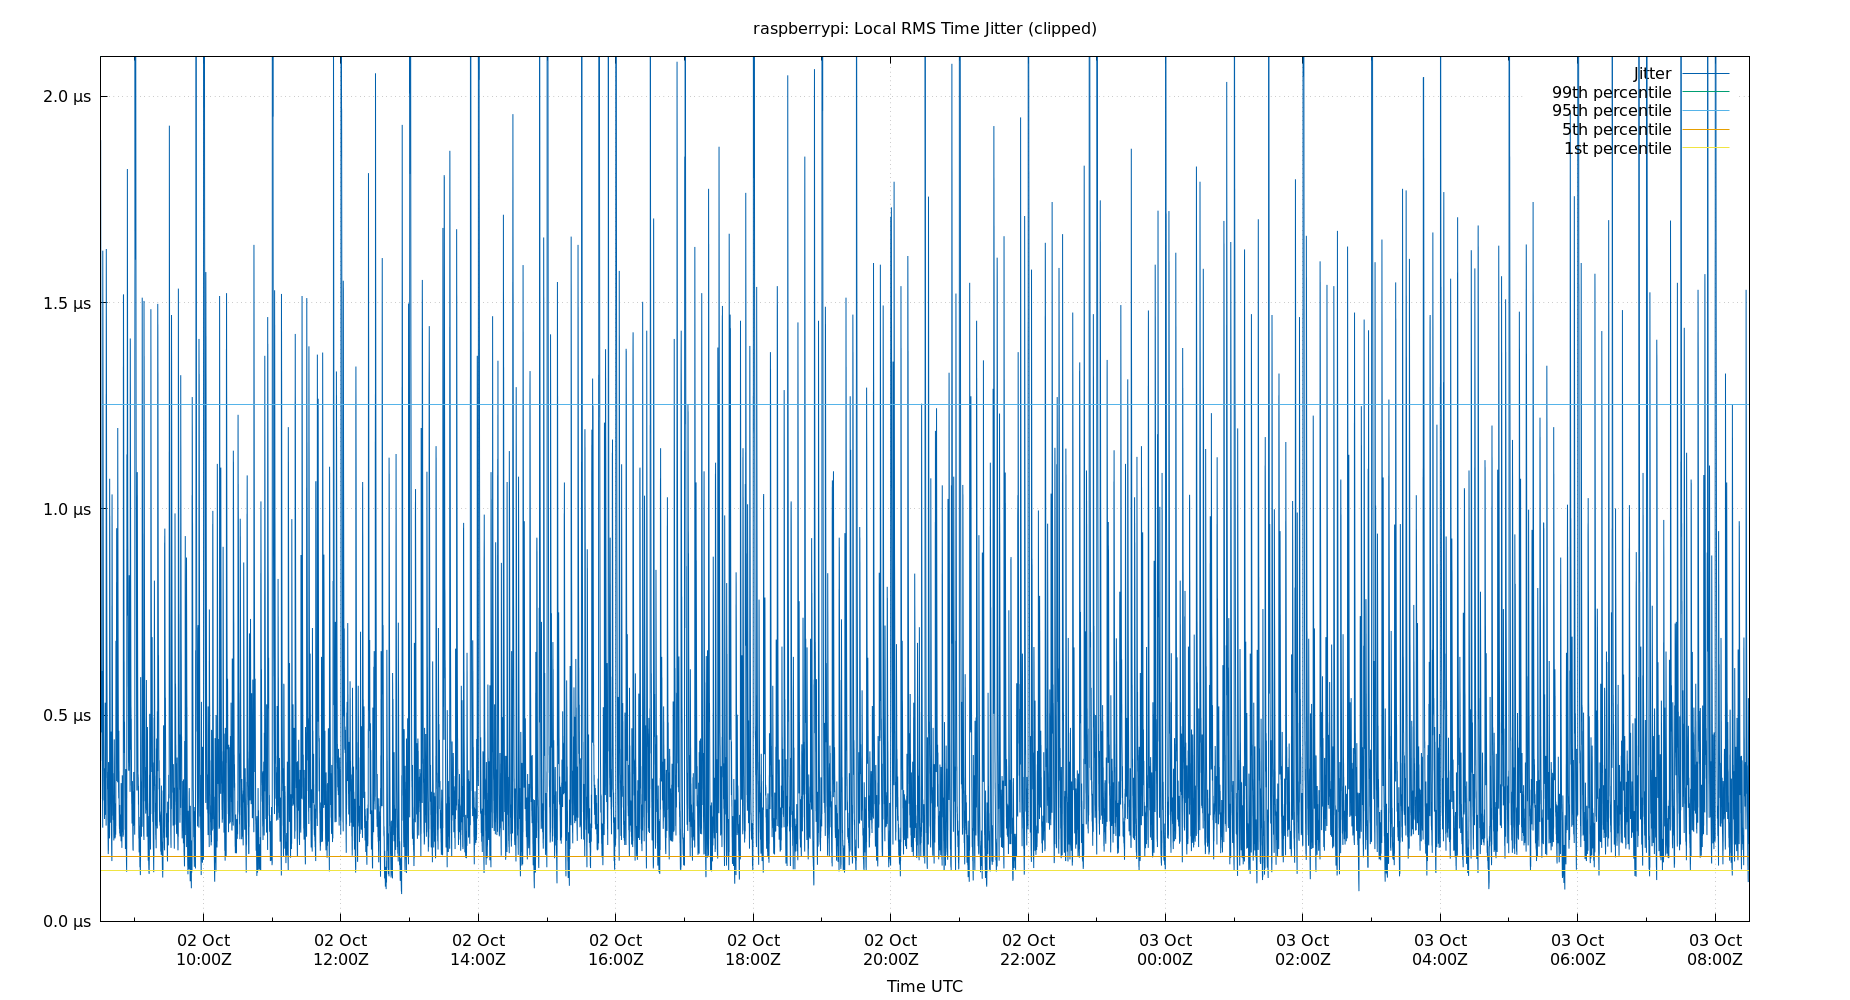 raspberrypi: Local RMS Time Jitter (clipped)
Jitter
99th percentile
95th percentile
5th percentile
1st percentile
2.0 µs
1.5 µs
1.0 µs
0.5 µs
0.0 µs
02 Oct 02 Oct 02 Oct 02 Oct 02 Oct 02 Oct 02 Oct 03 Oct 03 Oct 03 Oct 03 Oct 03 Oct
10:00Z 12:00Z 14:00Z 16:00Z 18:00Z 20:00Z 22:00Z 00:00Z 02:00Z 04:00Z 06:00Z 08:00Z
Time UTC